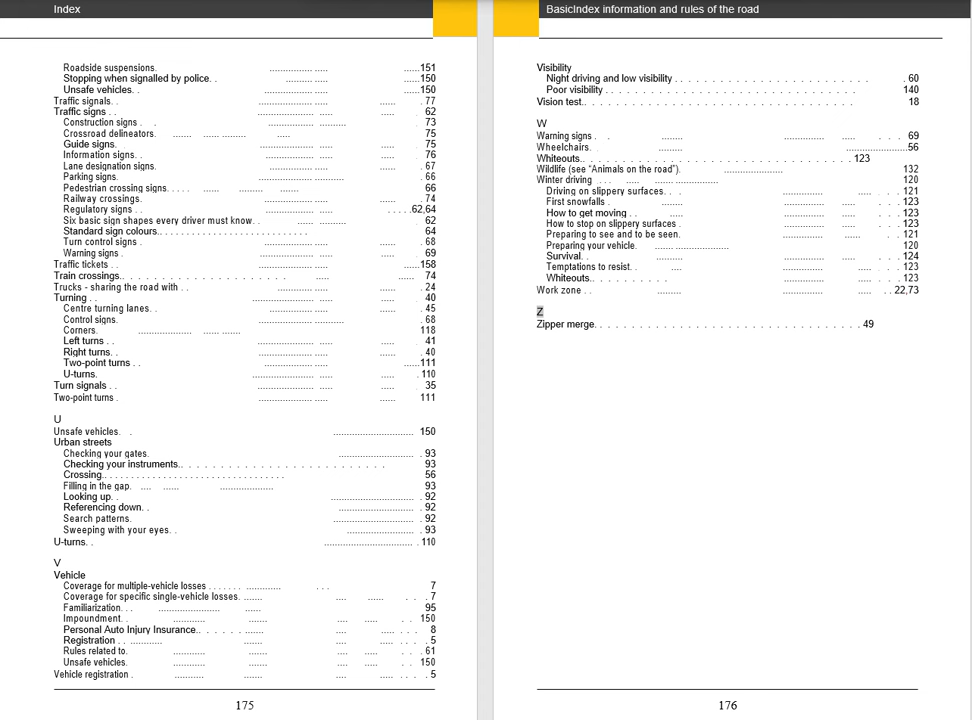 Index
Roadside suspensions. 151
Stopping when signalled by police. . 150
Unsafe vehicles. . 150
Traffic signals. . 77
Traffic signs . . 62
Construction signs . . 73
Crossroad delineators. 75
Guide signs. 75
Information signs. . 76
Lane designation signs. 67
Parking signs. . 66
Pedestrian crossing signs. . . . . 66
Railway crossings. . 74
Regulatory signs . . 62,64
Six basic sign shapes every driver must know. . 62
Standard sign colours. . 64
Turn control signs . . 68
Warning signs . 69
Traffic tickets . . 158
Train crossings. . 74
Trucks - sharing the road with . . . 24
Turning . . 40
Centre turning lanes. . . 45
Control signs. . 68
Corners. 118
Left turns . . 41
Right turns. . . 40
Two-point turns . . 111
U-turns. . 110
Turn signals . . 35
Two-point turns . 111
U
Unsafe vehicles. . 150
Urban streets
Checking your gates. . 93
Checking your instruments. . 93
Crossing. . 56
Filling in the gap. 93
Looking up. . . 92
Referencing down. . . 92
Search patterns. . 92
Sweeping with your eyes. . . 93
U-turns. . . 110
V
Vehicle
Coverage for multiple-vehicle losses . . . 7
Coverage for specific single-vehicle losses. . . . 7
Familiarization. . . 95
Impoundment. . . . 150
Personal Auto Injury Insurance. . . . . 8
Registration . . . . . 5
Rules related to. . . . 61
Unsafe vehicles. . . 150
Vehicle registration . . . . . 5
175
BasicIndex information and rules of the road
Visibility
Night driving and low visibility . . . 60
Poor visibility . . . 140
Vision test. . . 18
W
Warning signs . . . . . 69
Wheelchairs. . 56
Whiteouts. . . 123
Wildlife (see “Animals on the road”). 132
Winter driving . . . 120
Driving on slippery surfaces. . . . . . 121
First snowfalls . . . . 123
How to get moving . . . . . 123
How to stop on slippery surfaces . . . . 123
Preparing to see and to be seen. . . 121
Preparing your vehicle. . 120
Survival. . . . . 124
Temptations to resist. . . . . 123
Whiteouts. . . . 123
Work zone . . . . 22,73
Z
Zipper merge. . . 49
176